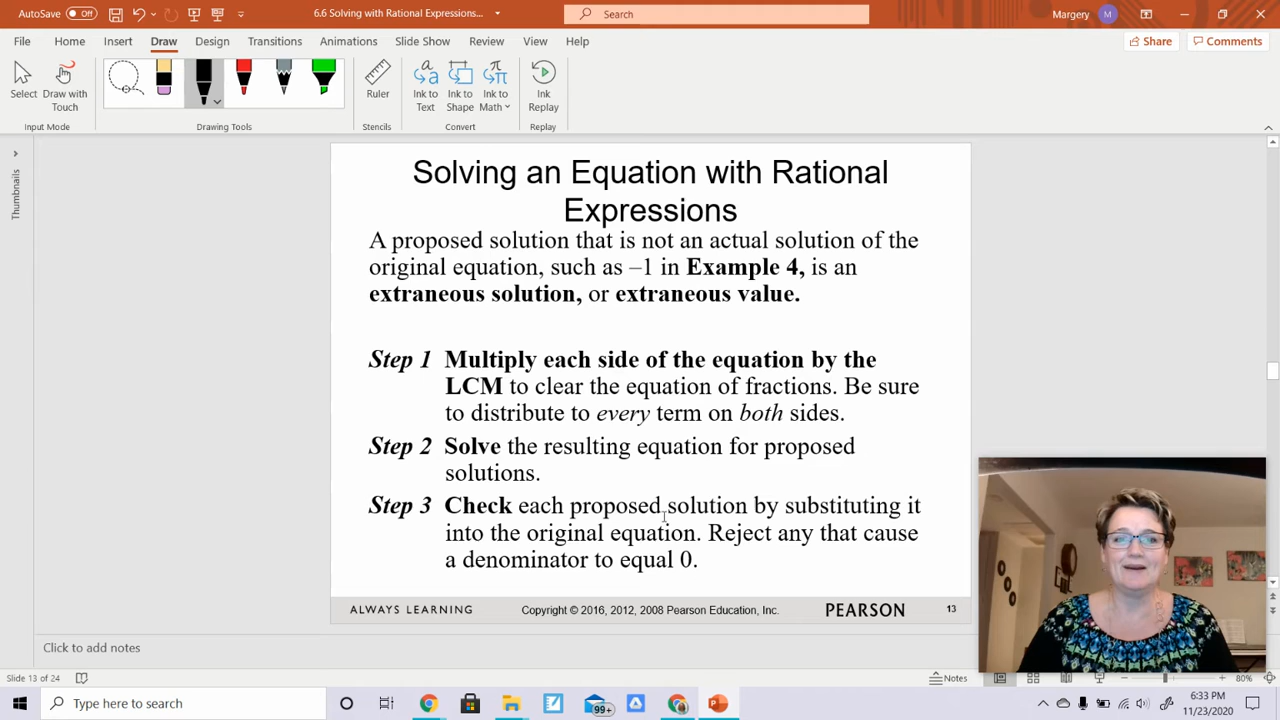 AutoSave Off 6.6 Solving with Rational Expressions... Search Margery M
File Home Insert Draw Design Transitions Animations Slide Show Review View Help Share Comments
Select Draw with Touch Ruler Ink to Text Ink to Shape Ink to Math Ink Replay
Input Mode Drawing Tools Stencils Convert Replay
Thumbnails
Solving an Equation with Rational
Expressions
A proposed solution that is not an actual solution of the
original equation, such as –1 in Example 4, is an
extraneous solution, or extraneous value.
Step 1 Multiply each side of the equation by the
LCM to clear the equation of fractions. Be sure
to distribute to every term on both sides.
Step 2 Solve the resulting equation for proposed
solutions.
Step 3 Check each proposed solution by substituting it
into the original equation. Reject any that cause
a denominator to equal 0.
ALWAYS LEARNING Copyright © 2016, 2012, 2008 Pearson Education, Inc. PEARSON 13
Click to add notes
Slide 13 of 24 Notes 80%
Type here to search 99+ 6:33 PM
11/23/2020